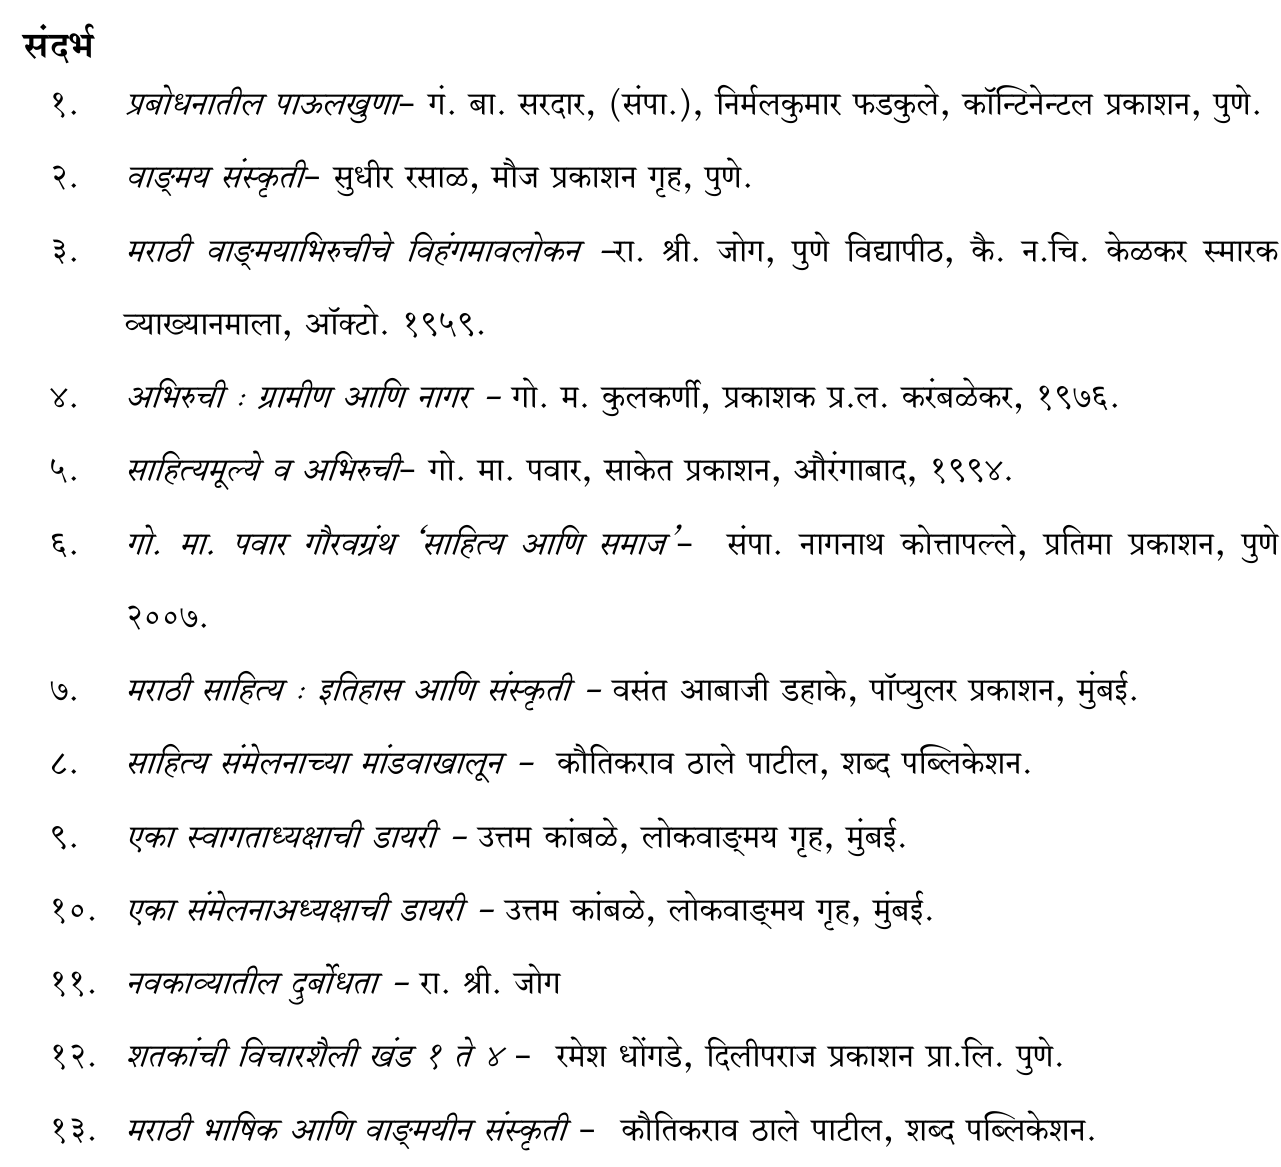 संदर्भ
१. प्रबोधनातील पाऊलखुणा– गं. बा. सरदार, (संपा.), निर्मलकुमार फडकुले, कॉन्टिनेन्टल प्रकाशन, पुणे.
२. वाङ्मय संस्कृती– सुधीर रसाळ, मौज प्रकाशन गृह, पुणे.
३. मराठी वाङ्मयाभिरुचीचे विहंगमावलोकन –रा. श्री. जोग, पुणे विद्यापीठ, कै. न.चि. केळकर स्मारक
व्याख्यानमाला, ऑक्टो. १९५९.
४. अभिरुची : ग्रामीण आणि नागर – गो. म. कुलकर्णी, प्रकाशक प्र.ल. करंबळेकर, १९७६.
५. साहित्यमूल्ये व अभिरुची– गो. मा. पवार, साकेत प्रकाशन, औरंगाबाद, १९९४.
६. गो. मा. पवार गौरवग्रंथ ‘साहित्य आणि समाज’– संपा. नागनाथ कोत्तापल्ले, प्रतिमा प्रकाशन, पुणे
२००७.
७. मराठी साहित्य : इतिहास आणि संस्कृती – वसंत आबाजी डहाके, पॉप्युलर प्रकाशन, मुंबई.
८. साहित्य संमेलनाच्या मांडवाखालून – कौतिकराव ठाले पाटील, शब्द पब्लिकेशन.
९. एका स्वागताध्यक्षाची डायरी – उत्तम कांबळे, लोकवाङ्मय गृह, मुंबई.
१०. एका संमेलनाअध्यक्षाची डायरी – उत्तम कांबळे, लोकवाङ्मय गृह, मुंबई.
११. नवकाव्यातील दुर्बोधता – रा. श्री. जोग
१२. शतकांची विचारशैली खंड १ ते ४ – रमेश धोंगडे, दिलीपराज प्रकाशन प्रा.लि. पुणे.
१३. मराठी भाषिक आणि वाङ्मयीन संस्कृती – कौतिकराव ठाले पाटील, शब्द पब्लिकेशन.